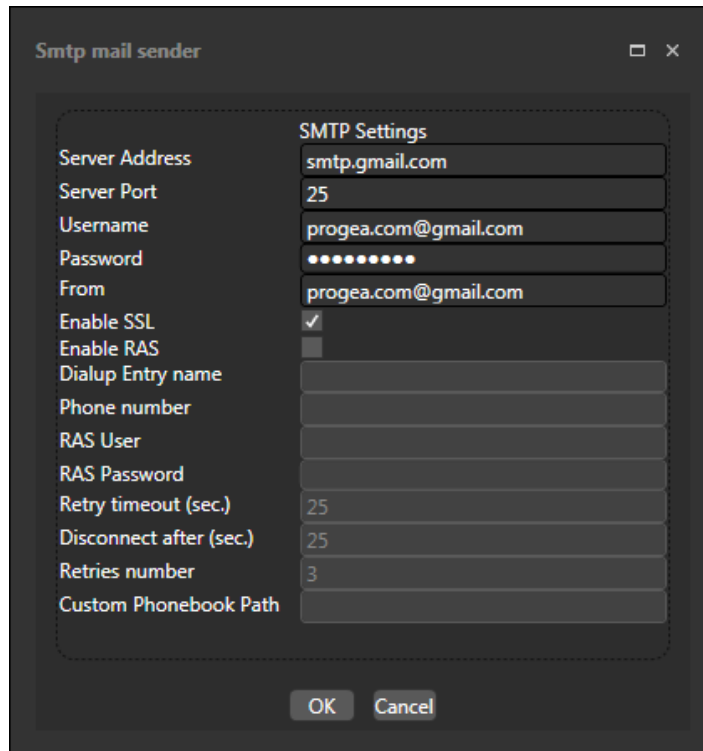 Smtp mail sender
SMTP Settings
Server Address smtp.gmail.com
Server Port 25
Username progea.com@gmail.com
Password ●●●●●●●●●
From progea.com@gmail.com
Enable SSL
Enable RAS
Dialup Entry name
Phone number
RAS User
RAS Password
Retry timeout (sec.) 25
Disconnect after (sec.) 25
Retries number 3
Custom Phonebook Path
OK Cancel